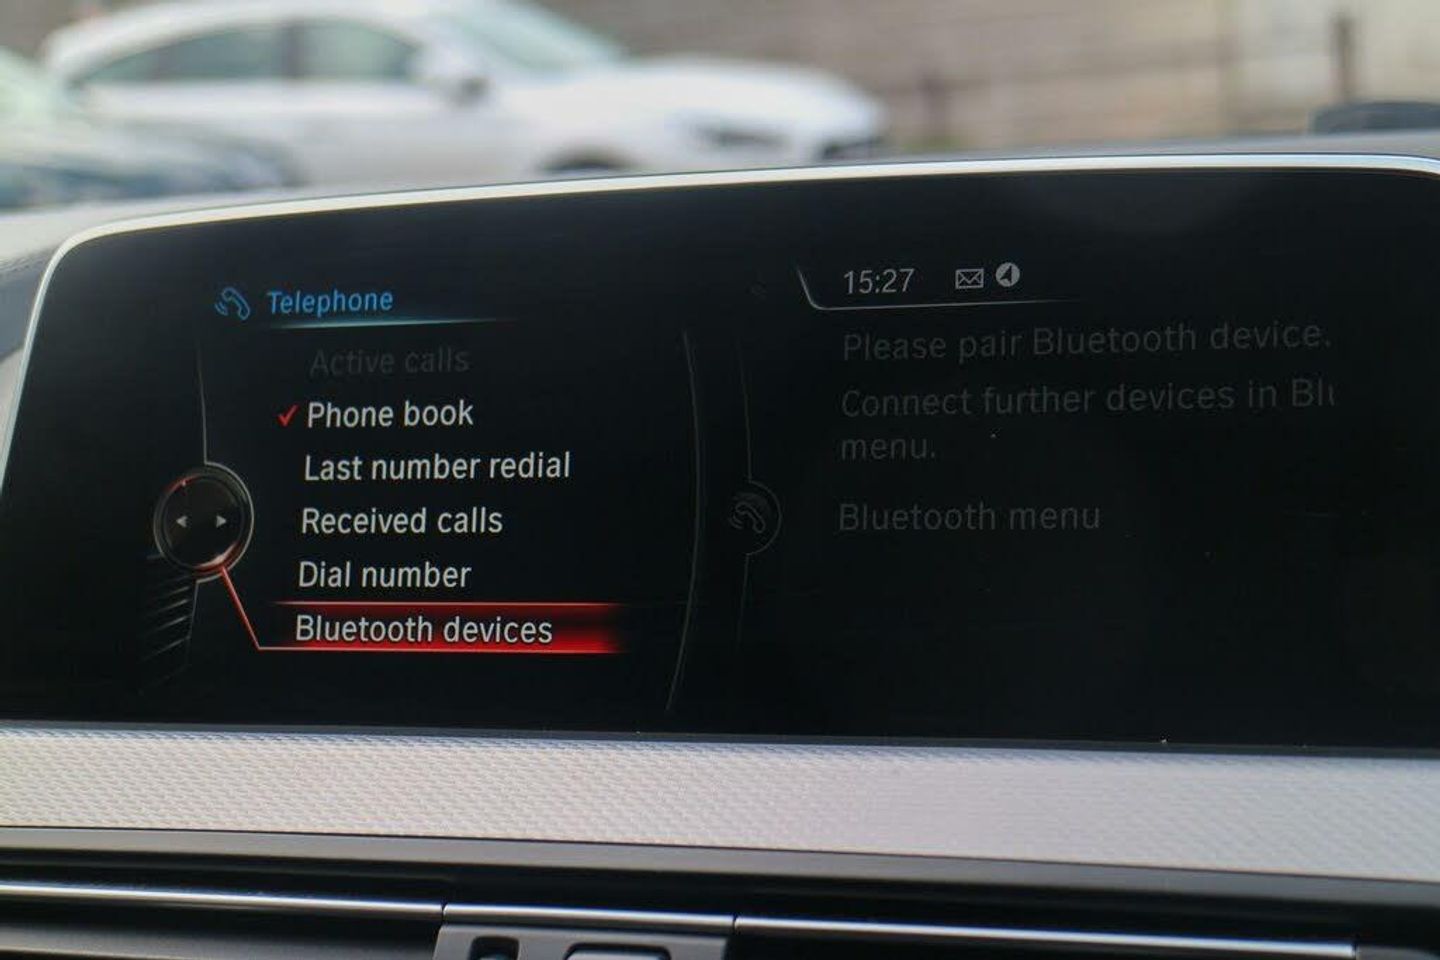 Telephone
Active calls
Phone book
Last number redial
Received calls
Dial number
Bluetooth devices
15:27
Please pair Bluetooth device.
Connect further devices in
menu.
Bluetooth menu